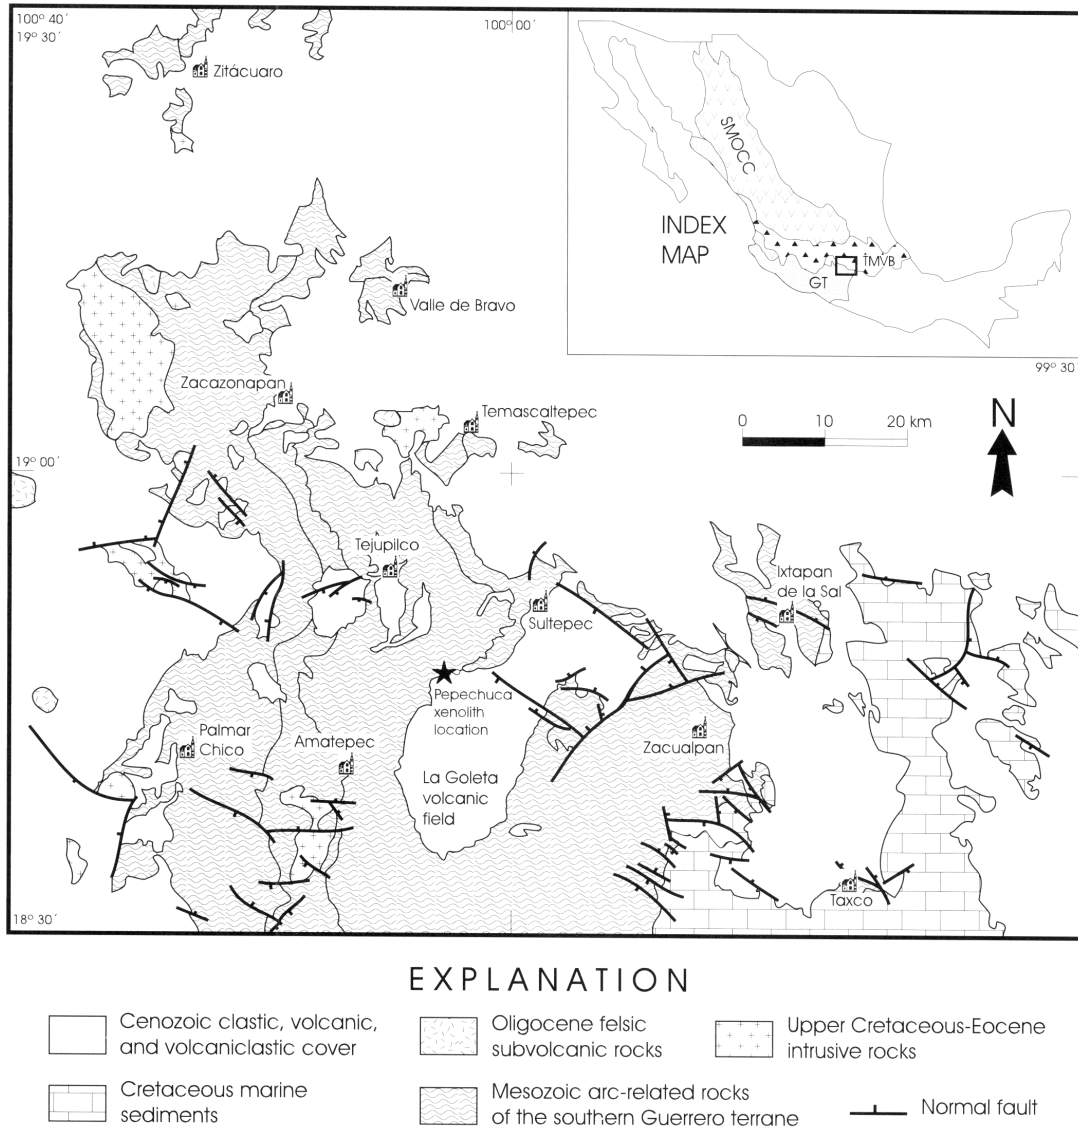 100° 40´
19° 30´
100° 00´
Zitácuaro
SMOCC
INDEX
MAP
TMVB
GT
Valle de Bravo
99° 30´
Zacazonapan
Temascaltepec
0 10 20 km
N
19° 00´
Tejupilco
Ixtapan
de la Sal
Sultepec
Pepechuca
xenolith
location
Palmar
Chico
Amatepec
Zacualpan
La Goleta
volcanic
field
Taxco
18° 30´
EXPLANATION
Cenozoic clastic, volcanic,
and volcaniclastic cover
Oligocene felsic
subvolcanic rocks
Upper Cretaceous-Eocene
intrusive rocks
Cretaceous marine
sediments
Mesozoic arc-related rocks
of the southern Guerrero terrane
Normal fault